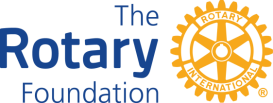 The
Rotary
Foundation
ROTARY
INTERNATIONAL
®